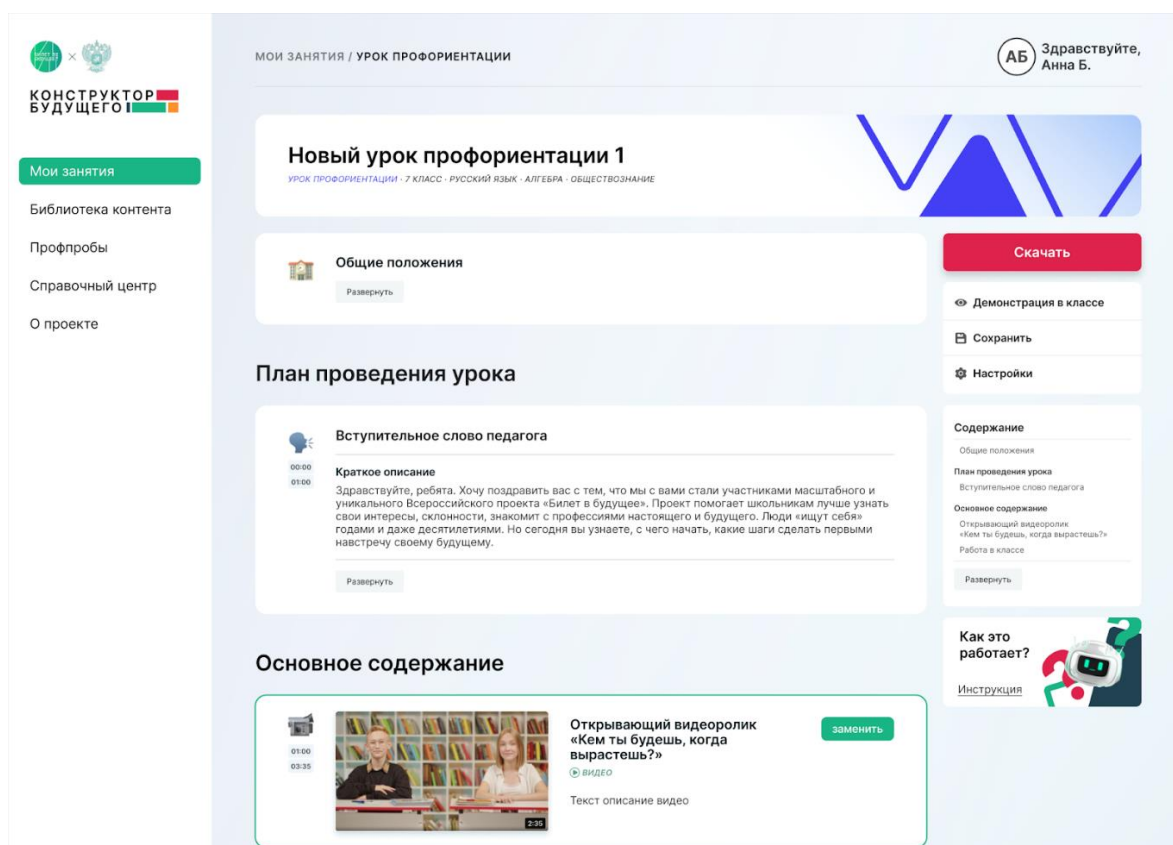 БИЛЕТ В
БУДУЩЕЕ
×
КОНСТРУКТОР
БУДУЩЕГО
Мои занятия
Библиотека контента
Профпробы
Справочный центр
О проекте
МОИ ЗАНЯТИЯ / УРОК ПРОФОРИЕНТАЦИИ
АБ
Здравствуйте,
Анна Б.
Новый урок профориентации 1
УРОК ПРОФОРИЕНТАЦИИ · 7 КЛАСС · РУССКИЙ ЯЗЫК · АЛГЕБРА · ОБЩЕСТВОЗНАНИЕ
Общие положения
Развернуть
План проведения урока
Вступительное слово педагога
00:00
01:00
Краткое описание
Здравствуйте, ребята. Хочу поздравить вас с тем, что мы с вами стали участниками масштабного и
уникального Всероссийского проекта «Билет в будущее». Проект помогает школьникам лучше узнать
свои интересы, склонности, знакомит с профессиями настоящего и будущего. Люди «ищут себя»
годами и даже десятилетиями. Но сегодня вы узнаете, с чего начать, какие шаги сделать первыми
навстречу своему будущему.
Развернуть
Основное содержание
01:00
03:35
2:35
Открывающий видеоролик
«Кем ты будешь, когда
вырастешь?»
ВИДЕО
Текст описание видео
заменить
Скачать
Демонстрация в классе
Сохранить
Настройки
Содержание
Общие положения
План проведения урока
Вступительное слово педагога
Основное содержание
Открывающий видеоролик
«Кем ты будешь, когда вырастешь?»
Работа в классе
Развернуть
Как это
работает?
Инструкция